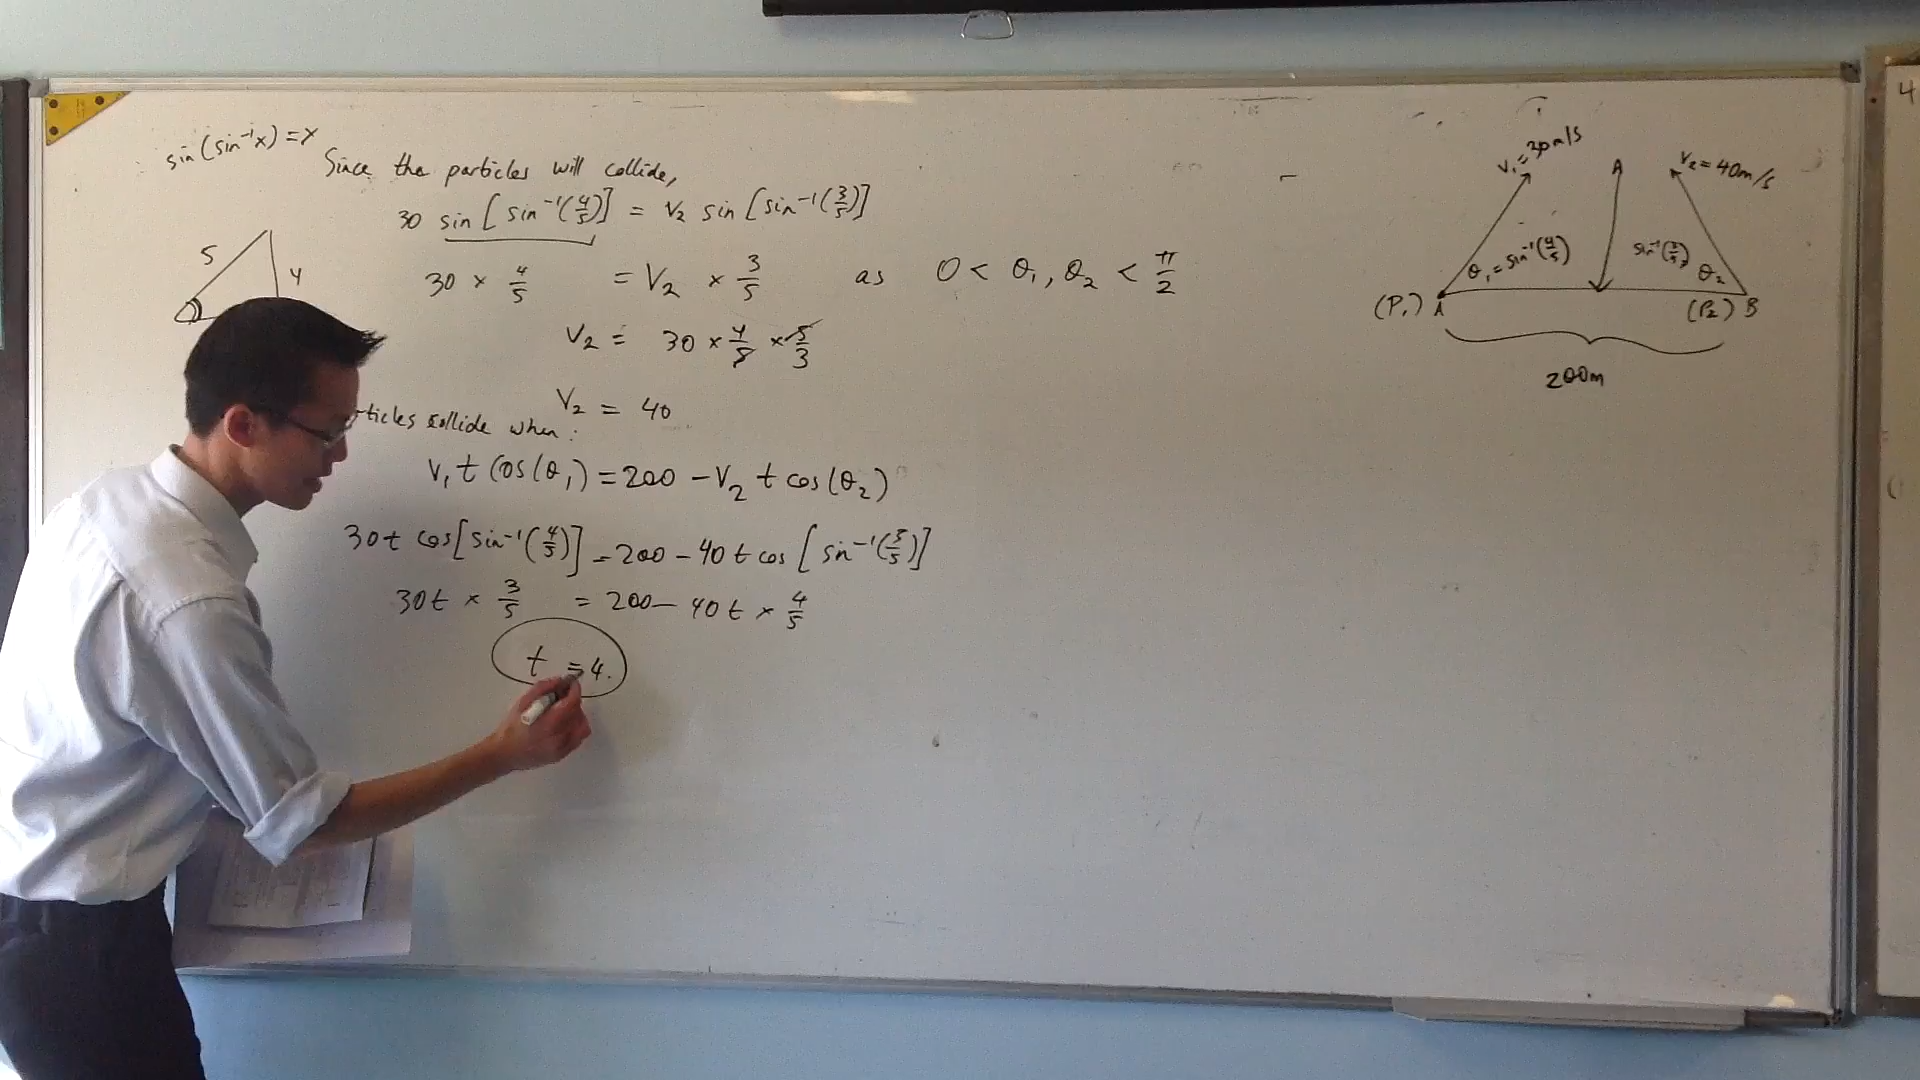 sin(sin⁻¹x) = x
Since the particles will collide,
30 sin[sin⁻¹(4/5)] = V₂ sin[sin⁻¹(3/5)]
5
4
30 × 4/5 = V₂ × 3/5 as 0 < θ₁, θ₂ < π/2
V₂ = 30 × 4/5 × 5/3
V₂ = 40
ticles collide when:
V₁ t cos(θ₁) = 200 − V₂ t cos(θ₂)
30t cos[sin⁻¹(4/5)] = 200 − 40t cos[sin⁻¹(3/5)]
30t × 3/5 = 200 − 40t × 4/5
t = 4.
V₁ = 30m/s
A
V₂ = 40m/s
θ₁ = sin⁻¹(4/5)
sin⁻¹(3/5)
θ₂
(P₁) A
(P₂) B
200m
4